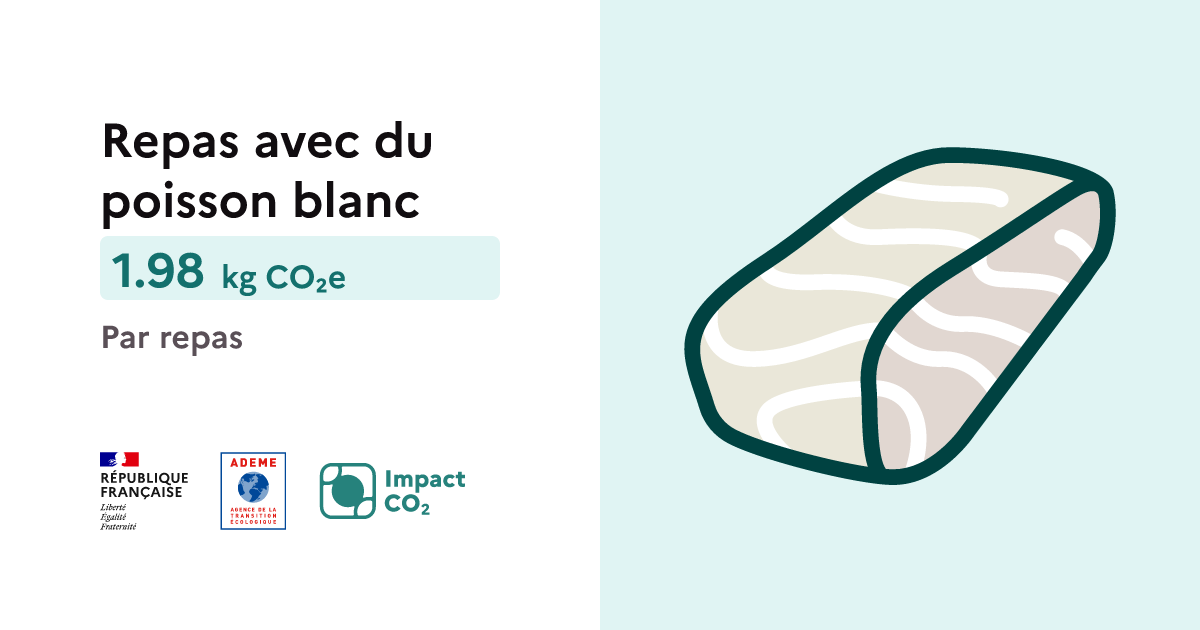 Repas avec du
poisson blanc
1.98 kg CO₂e
Par repas
RÉPUBLIQUE
FRANÇAISE
Liberté
Égalité
Fraternité
ADEME
AGENCE DE LA
TRANSITION
ÉCOLOGIQUE
Impact
CO₂